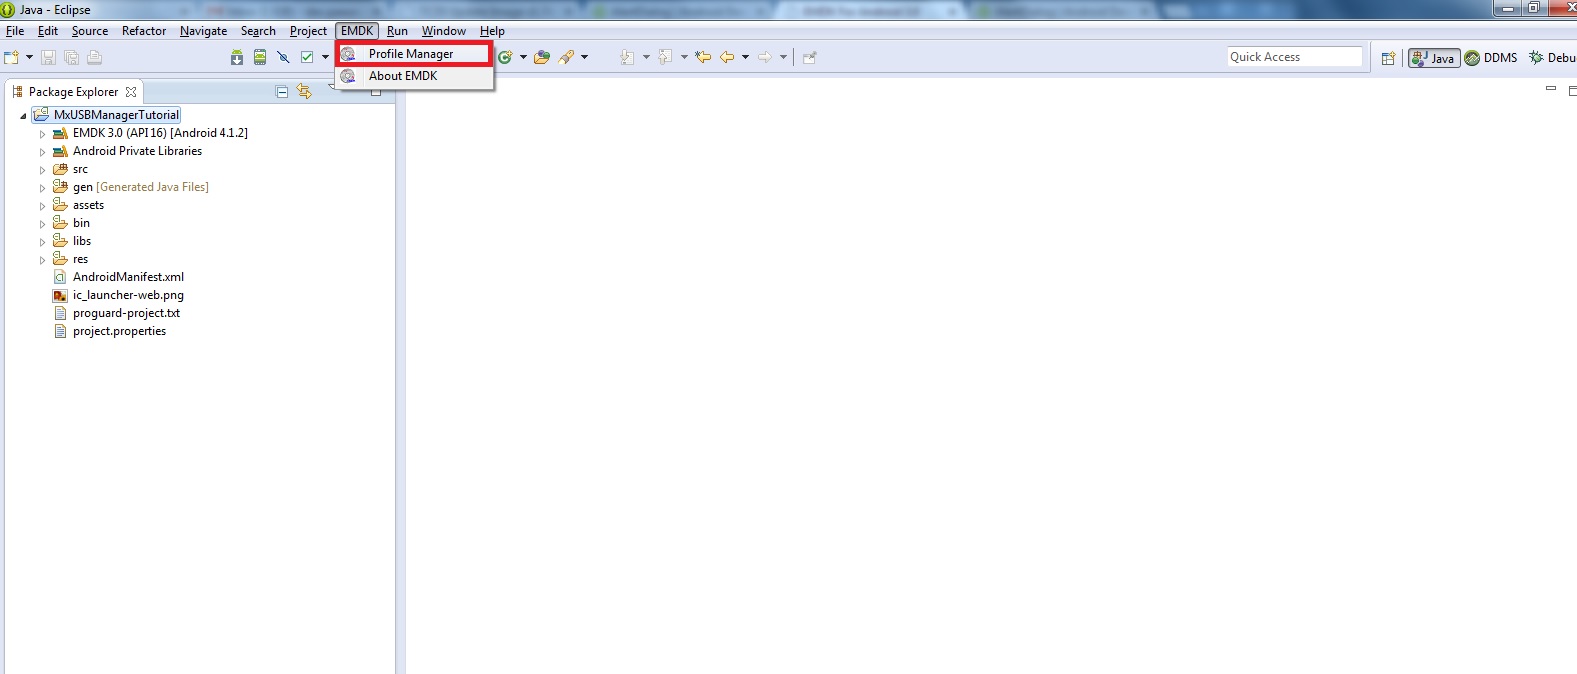 Java - Eclipse
File Edit Source Refactor Navigate Search Project EMDK Run Window Help
Profile Manager
About EMDK
Quick Access
Java
DDMS
Debu
Package Explorer
MxUSBManagerTutorial
EMDK 3.0 (API 16) [Android 4.1.2]
Android Private Libraries
src
gen [Generated Java Files]
assets
bin
libs
res
AndroidManifest.xml
ic_launcher-web.png
proguard-project.txt
project.properties